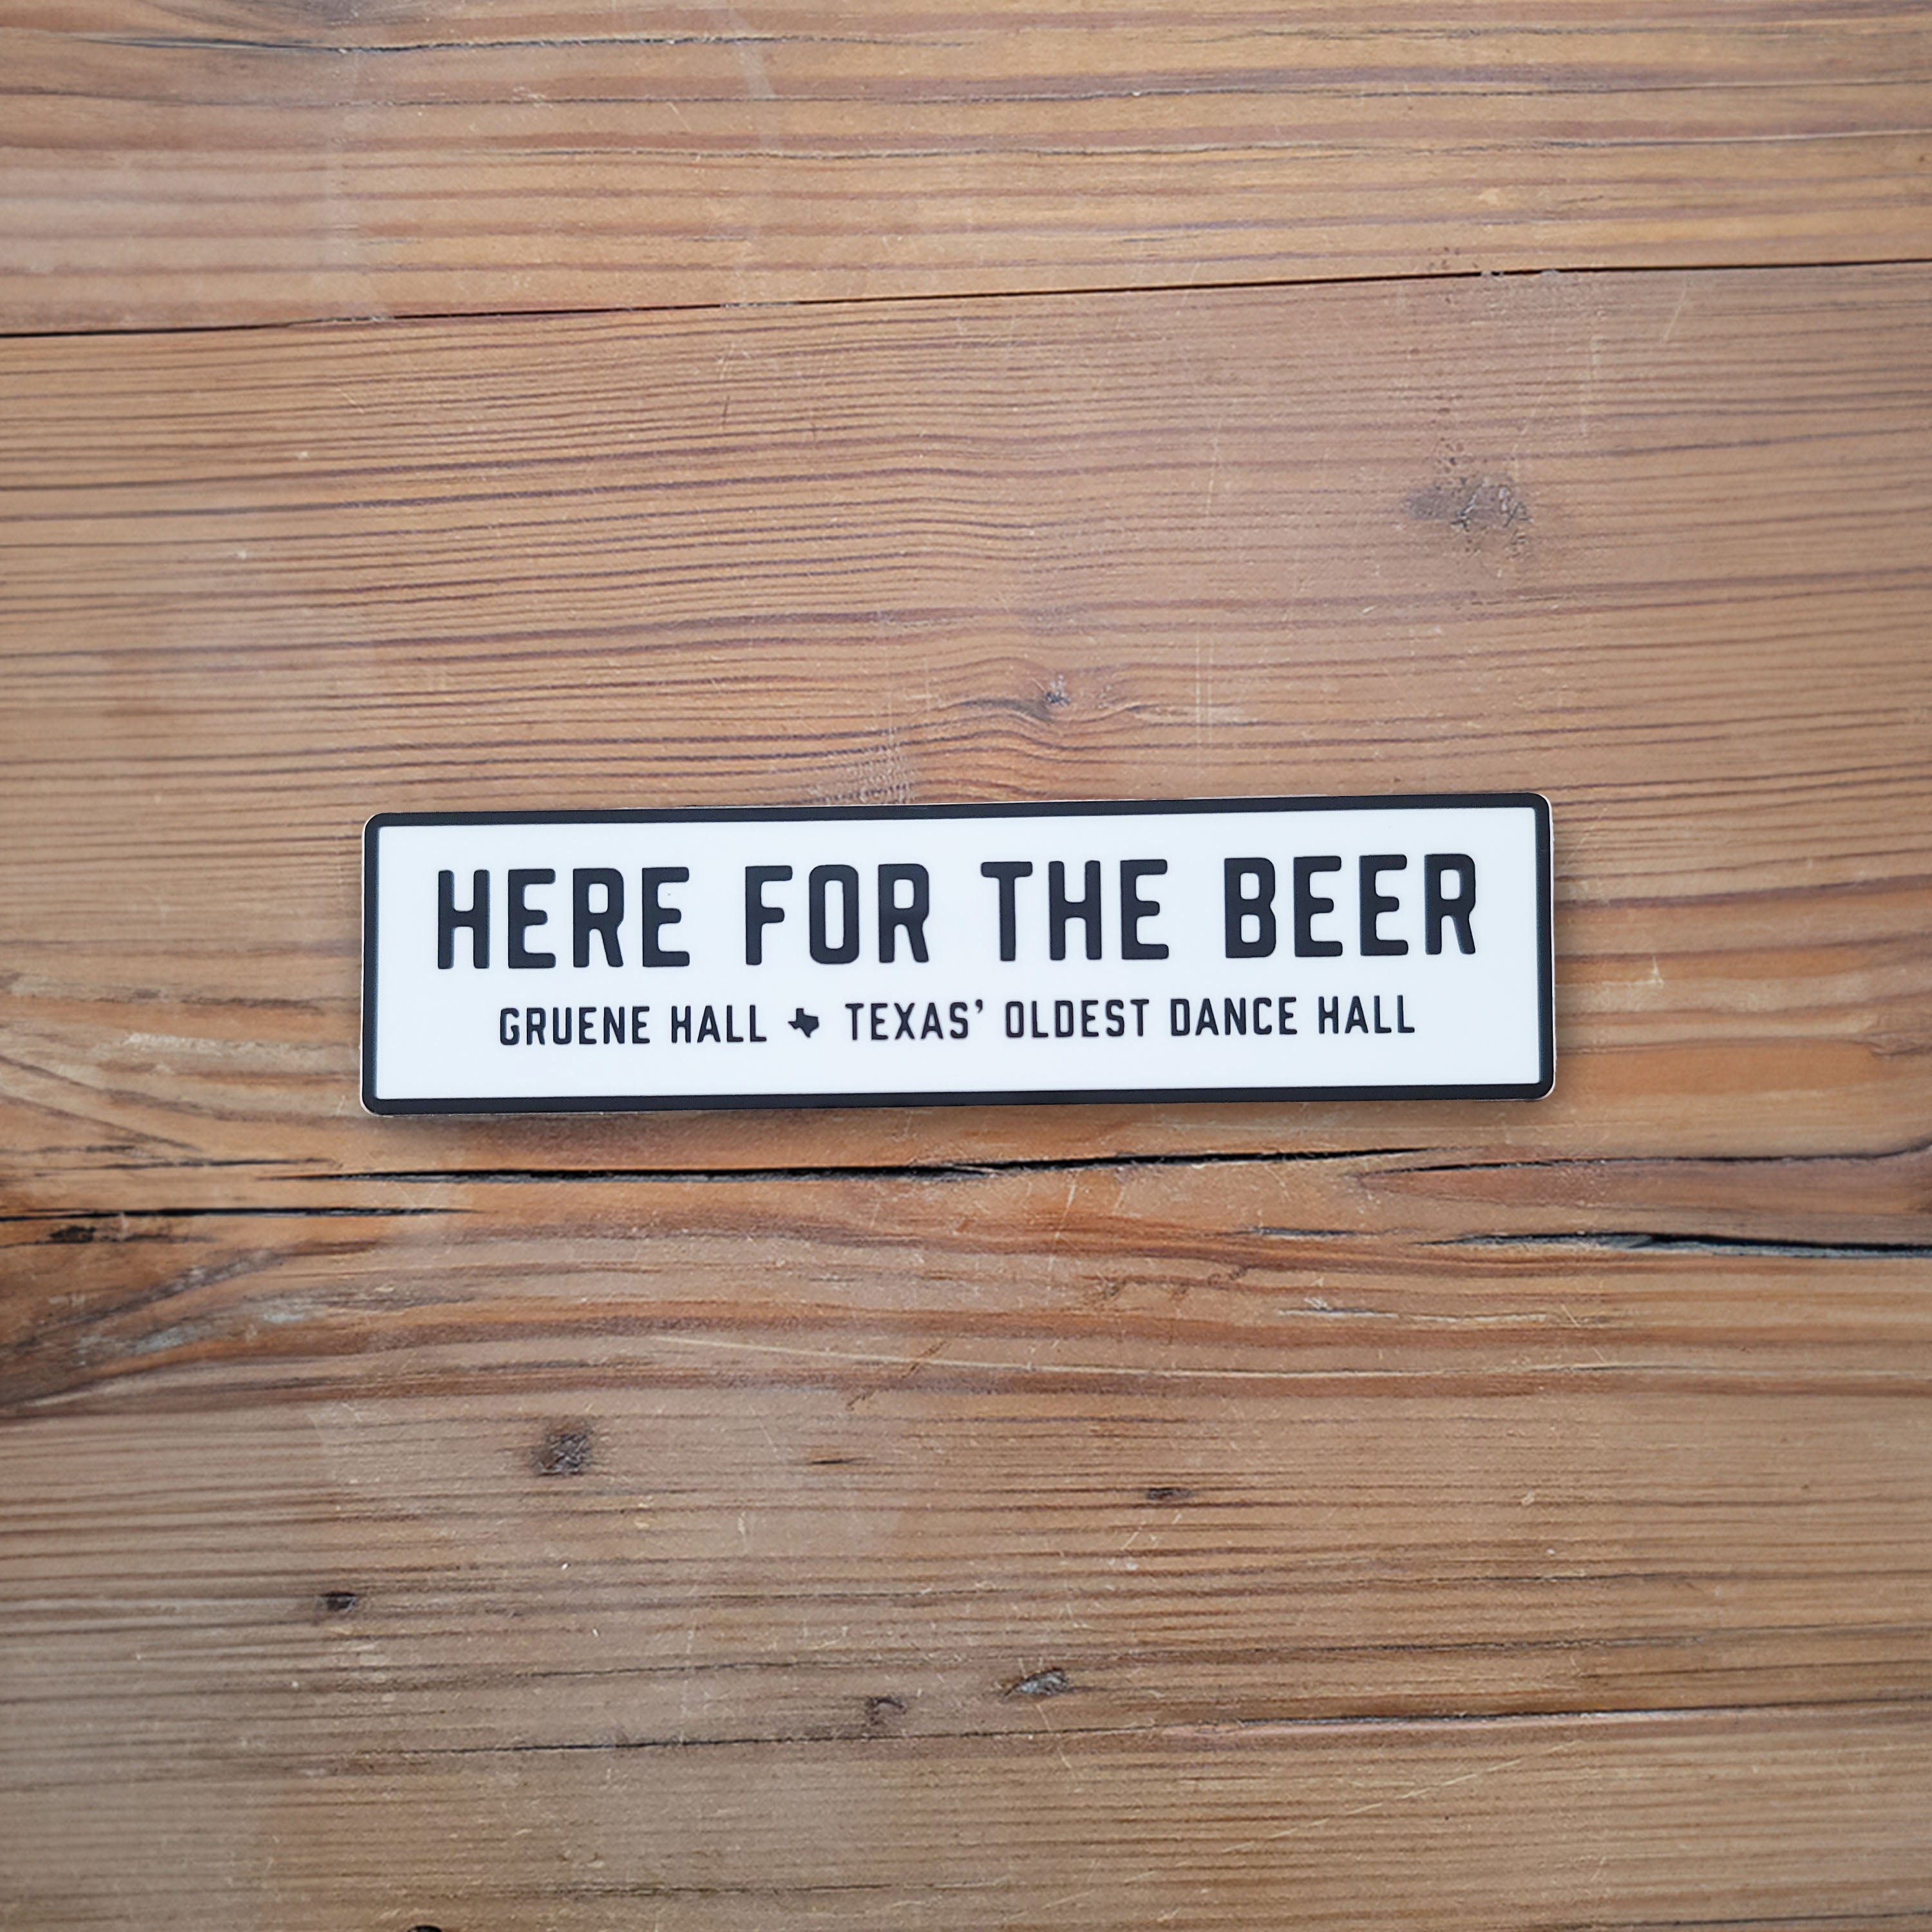 HERE FOR THE BEER
GRUENE HALL TEXAS' OLDEST DANCE HALL